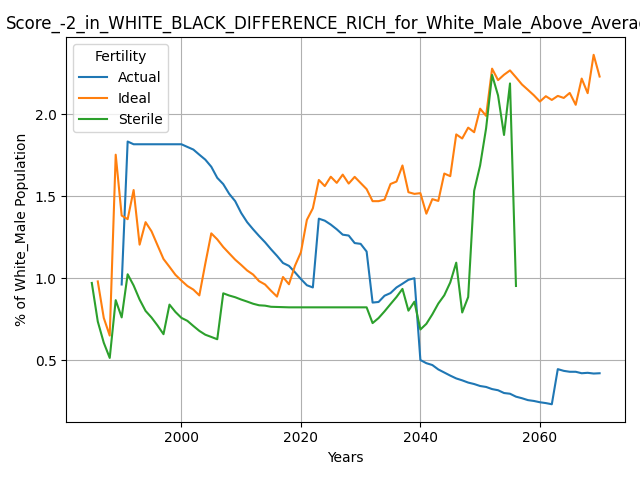 Score_-2_in_WHITE_BLACK_DIFFERENCE_RICH_for_White_Male_Above_Avera
Fertility
Actual
Ideal
Sterile
% of White_Male Population
2.0
1.5
1.0
0.5
2000 2020 2040 2060
Years